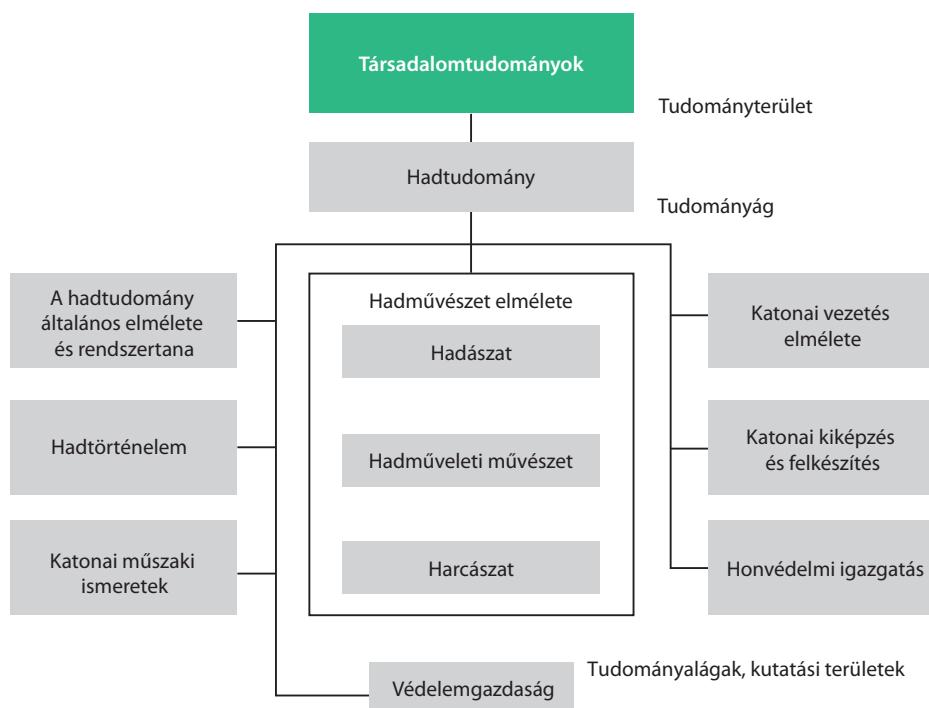 Társadalomtudományok
Tudományterület
Hadtudomány
Tudományág
A hadtudomány
általános elmélete
és rendszertana
Hadtörténelem
Katonai műszaki
ismeretek
Hadművészet elmélete
Hadászat
Hadműveleti művészet
Harcászat
Katonai vezetés
elmélete
Katonai kiképzés
és felkészítés
Honvédelmi igazgatás
Védelemgazdaság
Tudományalágak, kutatási területek